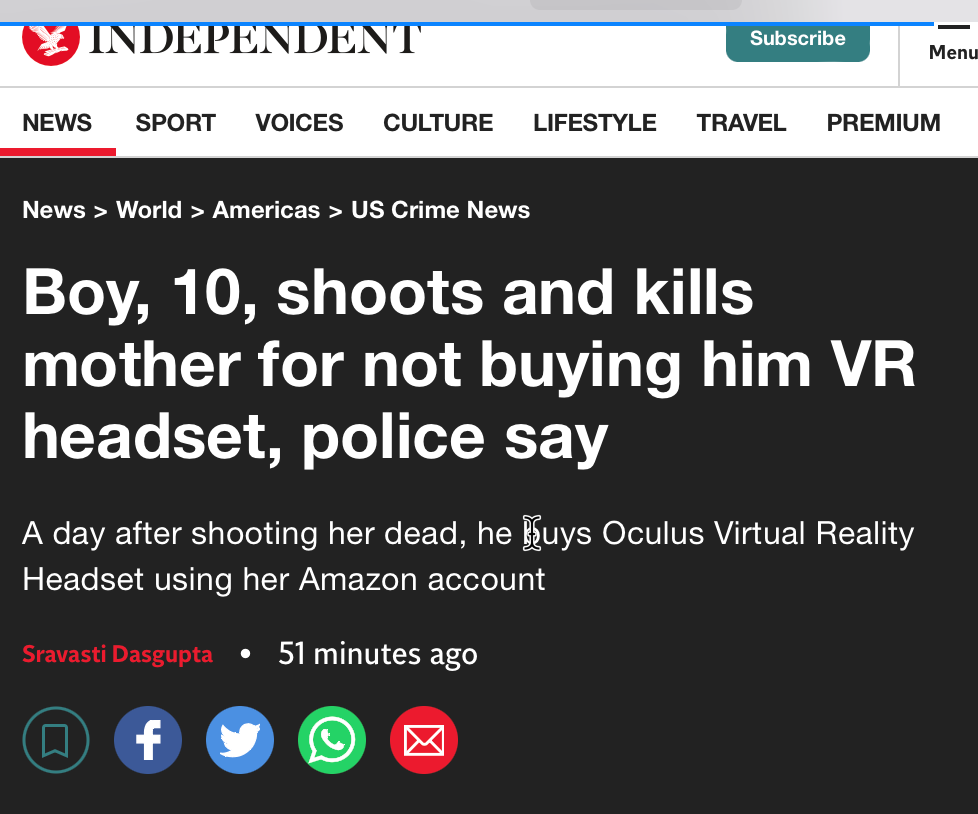 INDEPENDENT
Subscribe
Menu
NEWS SPORT VOICES CULTURE LIFESTYLE TRAVEL PREMIUM
News > World > Americas > US Crime News
Boy, 10, shoots and kills
mother for not buying him VR
headset, police say
A day after shooting her dead, he buys Oculus Virtual Reality
Headset using her Amazon account
Sravasti Dasgupta • 51 minutes ago